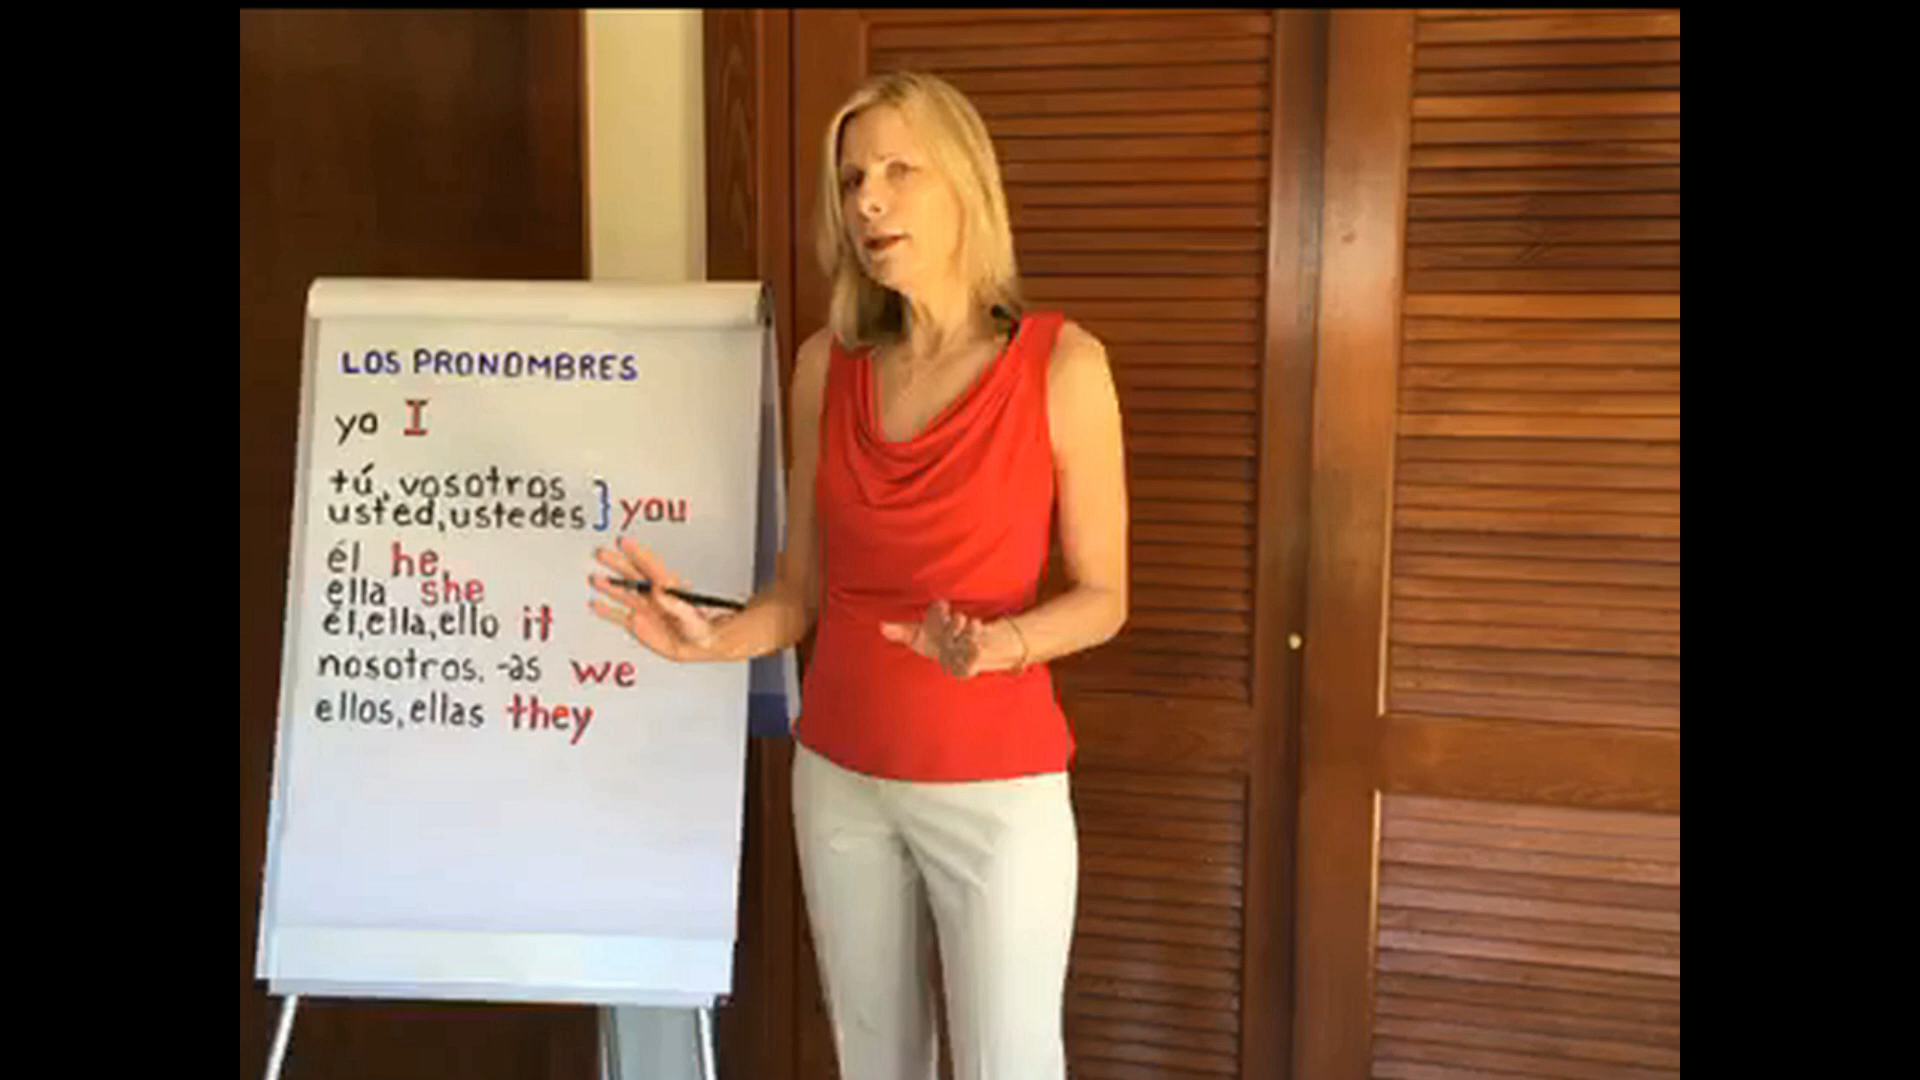 LOS PRONOMBRES
yo I
tú, vosotros
usted, ustedes } you
él he,
ella she
él, ella, ello it
nosotros, -as we
ellos, ellas they